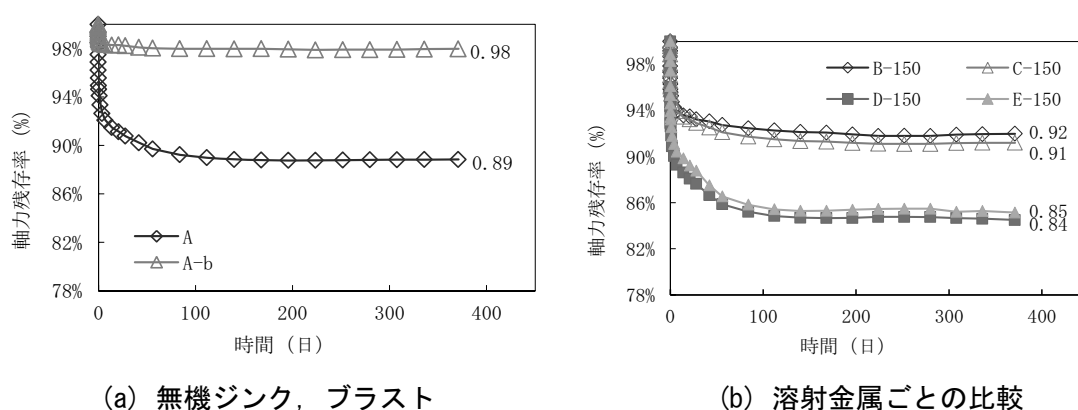 98%
94%
90%
86%
82%
78%
軸力残存率 (%)
0.98
0.89
A
A-b
0
100
200
300
400
時間 (日)
(a) 無機ジンク, ブラスト
98%
94%
90%
86%
82%
78%
軸力残存率 (%)
B-150
C-150
D-150
E-150
0.92
0.91
0.85
0.84
0
100
200
300
400
時間 (日)
(b) 溶射金属ごとの比較